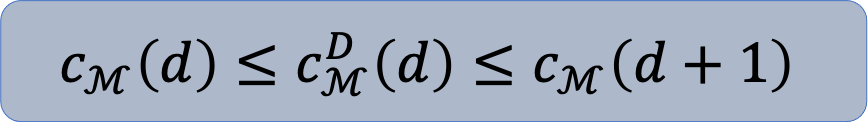 c_ℳ(d) ≤ c_ℳ^D(d) ≤ c_ℳ(d + 1)